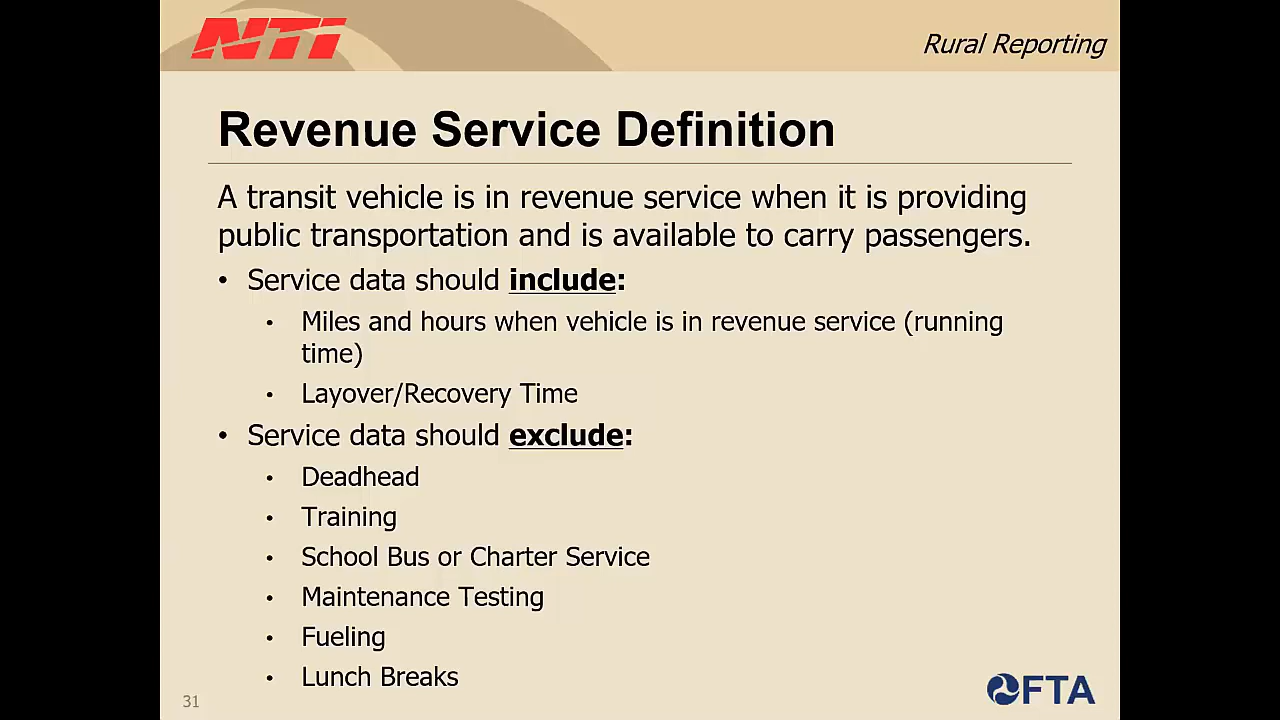 NTI
Rural Reporting
Revenue Service Definition
A transit vehicle is in revenue service when it is providing
public transportation and is available to carry passengers.
• Service data should include:
• Miles and hours when vehicle is in revenue service (running
time)
• Layover/Recovery Time
• Service data should exclude:
• Deadhead
• Training
• School Bus or Charter Service
• Maintenance Testing
• Fueling
• Lunch Breaks
31
FTA